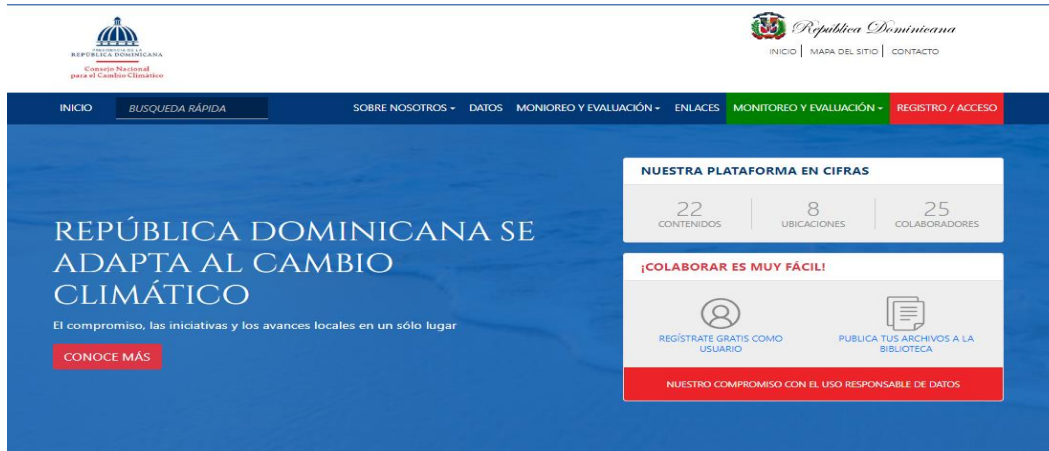 PRESIDENCIA DE LA
REPÚBLICA DOMINICANA
Consejo Nacional
para el Cambio Climático
República Dominicana
INICIO | MAPA DEL SITIO | CONTACTO
INICIO BUSQUEDA RÁPIDA SOBRE NOSOTROS DATOS MONIOREO Y EVALUACIÓN ENLACES MONITOREO Y EVALUACIÓN REGISTRO / ACCESO
REPÚBLICA DOMINICANA SE
ADAPTA AL CAMBIO
CLIMÁTICO
El compromiso, las iniciativas y los avances locales en un sólo lugar
CONOCE MÁS
NUESTRA PLATAFORMA EN CIFRAS
22 8 25
CONTENIDOS UBICACIONES COLABORADORES
¡COLABORAR ES MUY FÁCIL!
REGÍSTRATE GRATIS COMO
USUARIO
PUBLICA TUS ARCHIVOS A LA
BIBLIOTECA
NUESTRO COMPROMISO CON EL USO RESPONSABLE DE DATOS